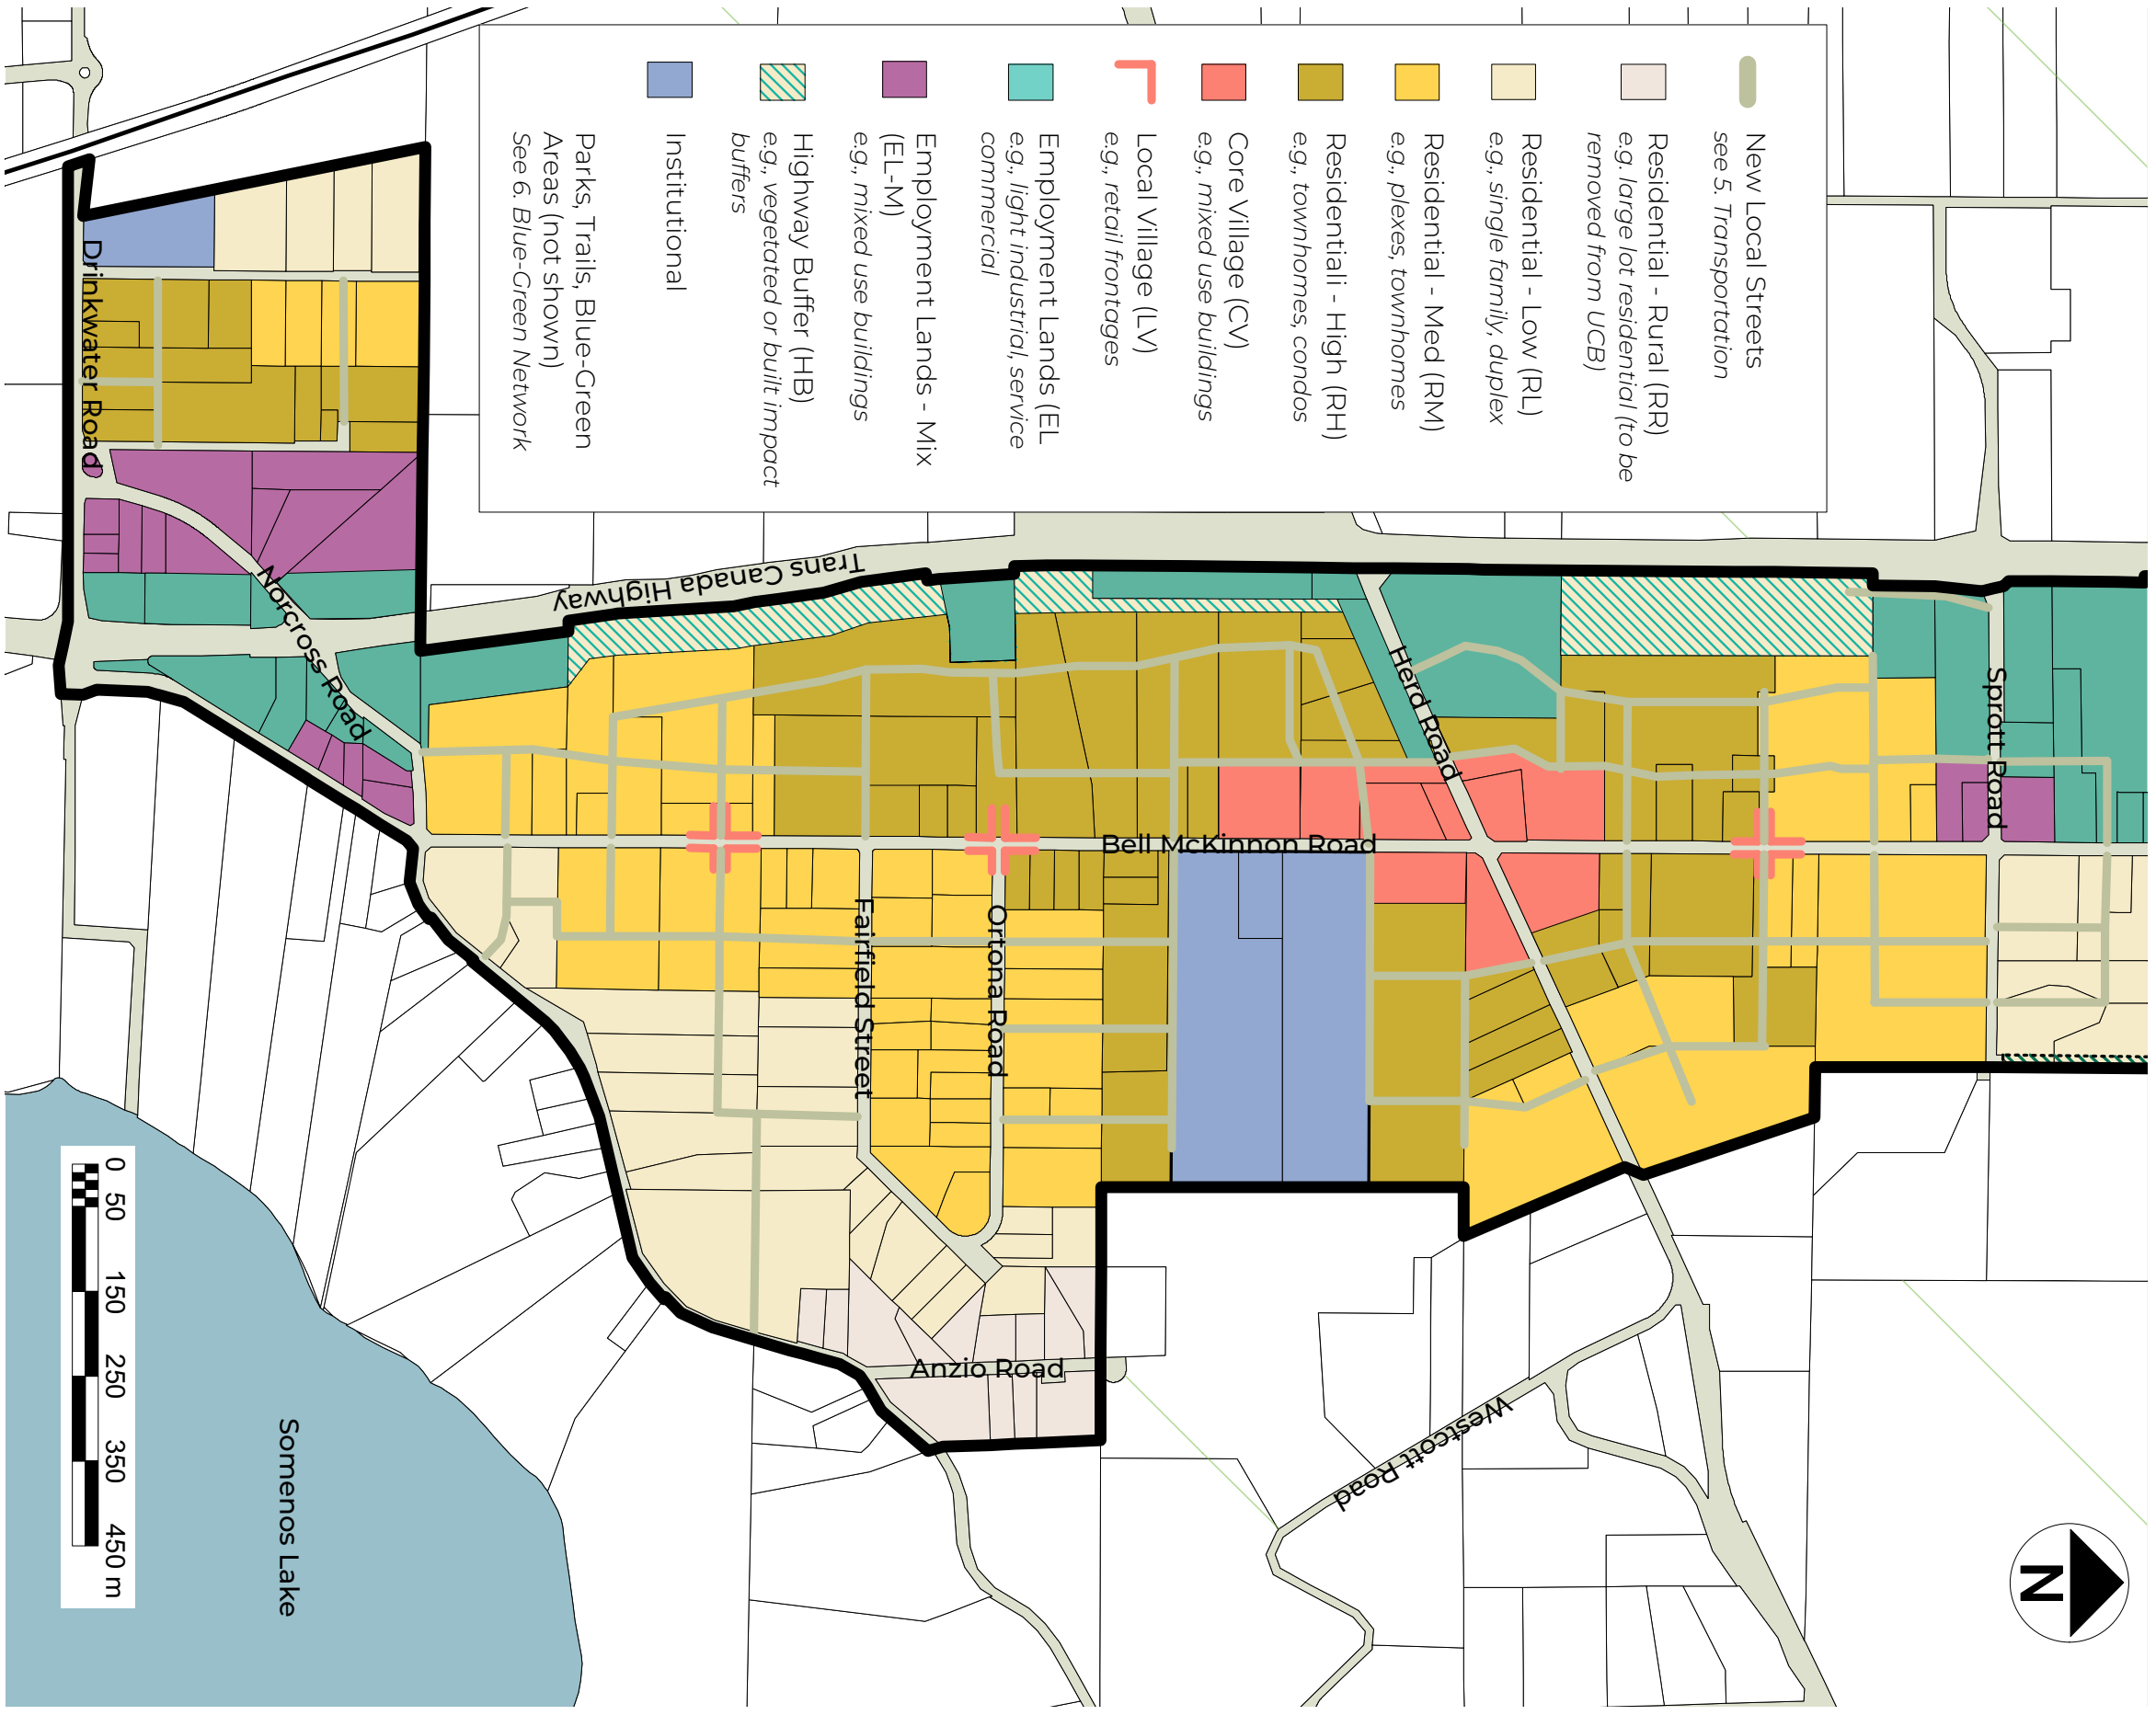 New Local Streets
see 5. Transportation
Residential - Rural (RR)
e.g. large lot residential (to be
removed from UCB)
Residential - Low (RL)
e.g., single family, duplex
Residential - Med (RM)
e.g., plexes, townhomes
Residentiali - High (RH)
e.g., townhomes, condos
Core Village (CV)
e.g., mixed use buildings
Local Village (LV)
e.g., retail frontages
Employment Lands (EL
e.g., light industrial, service
commercial
Employment Lands - Mix
(EL-M)
e.g., mixed use buildings
Highway Buffer (HB)
e.g., vegetated or built impact
buffers
Institutional
Parks, Trails, Blue-Green
Areas (not shown)
See 6. Blue-Green Network
Drinkwater Road
Norcross Road
Trans Canada Highway
Herd Road
Sprott Road
Bell McKinnon Road
Fairfield Street
Ortona Road
Anzio Road
Westcott Road
Somenos Lake
0 50 150 250 350 450 m
N